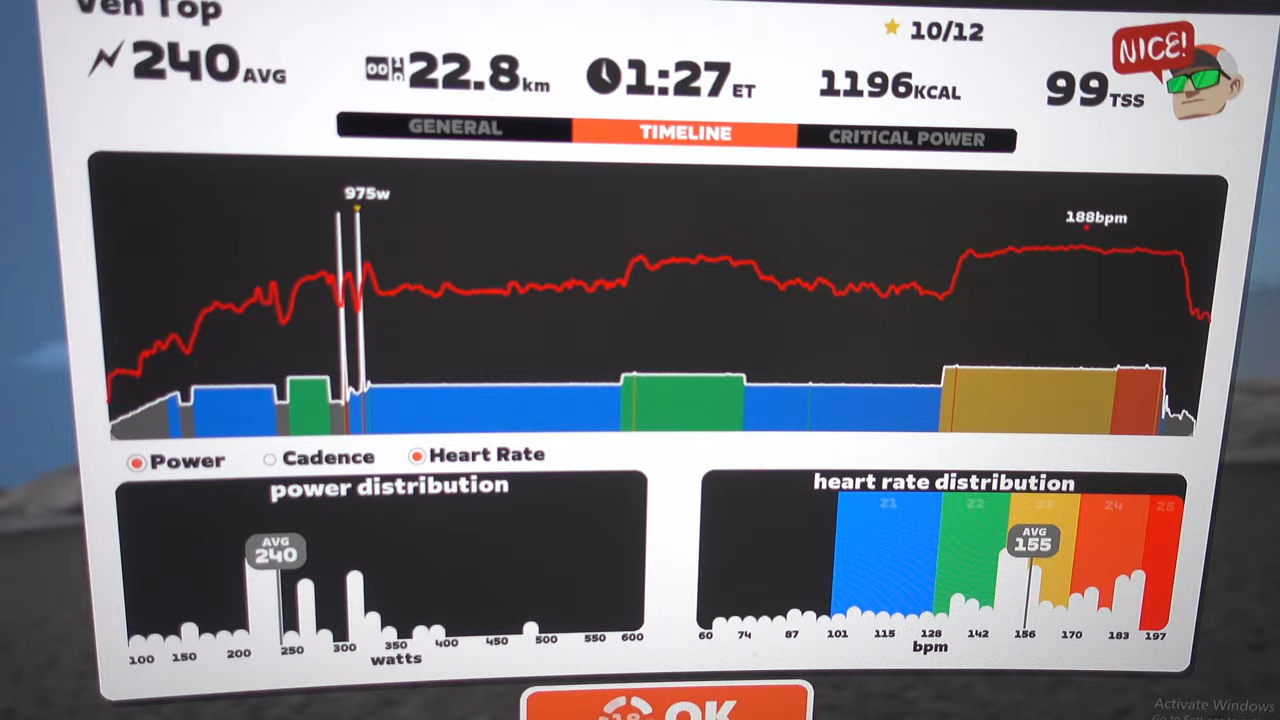 Ven Top
10/12
NICE!
240AVG
22.8km
1:27ET
1196KCAL
99TSS
GENERAL
TIMELINE
CRITICAL POWER
975w
188bpm
Power
Cadence
Heart Rate
power distribution
AVG
240
100 150 200 250 300 350 400 450 500 550 600
watts
heart rate distribution
Z1 Z2 Z3 Z4 Z5
AVG
155
60 74 87 101 115 128 142 156 170 183 197
bpm
OK
Activate Windows